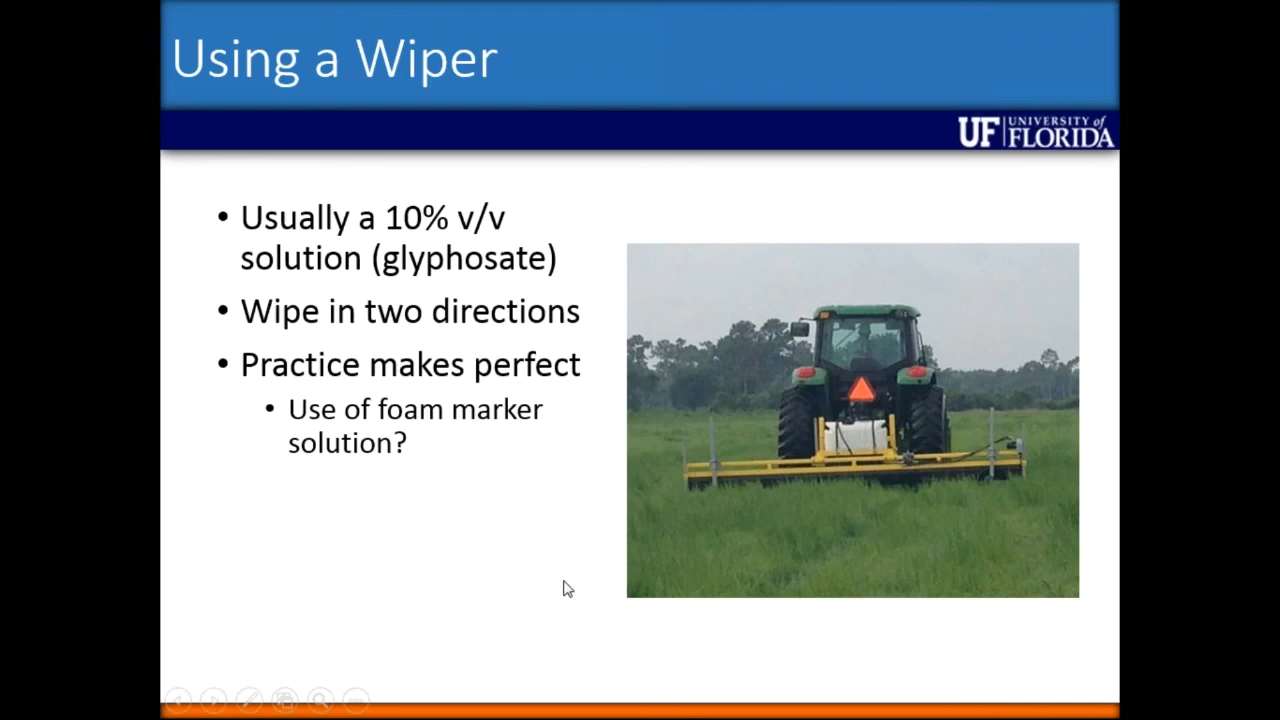 Using a Wiper
UF UNIVERSITY of
FLORIDA
• Usually a 10% v/v
solution (glyphosate)
• Wipe in two directions
• Practice makes perfect
• Use of foam marker
solution?